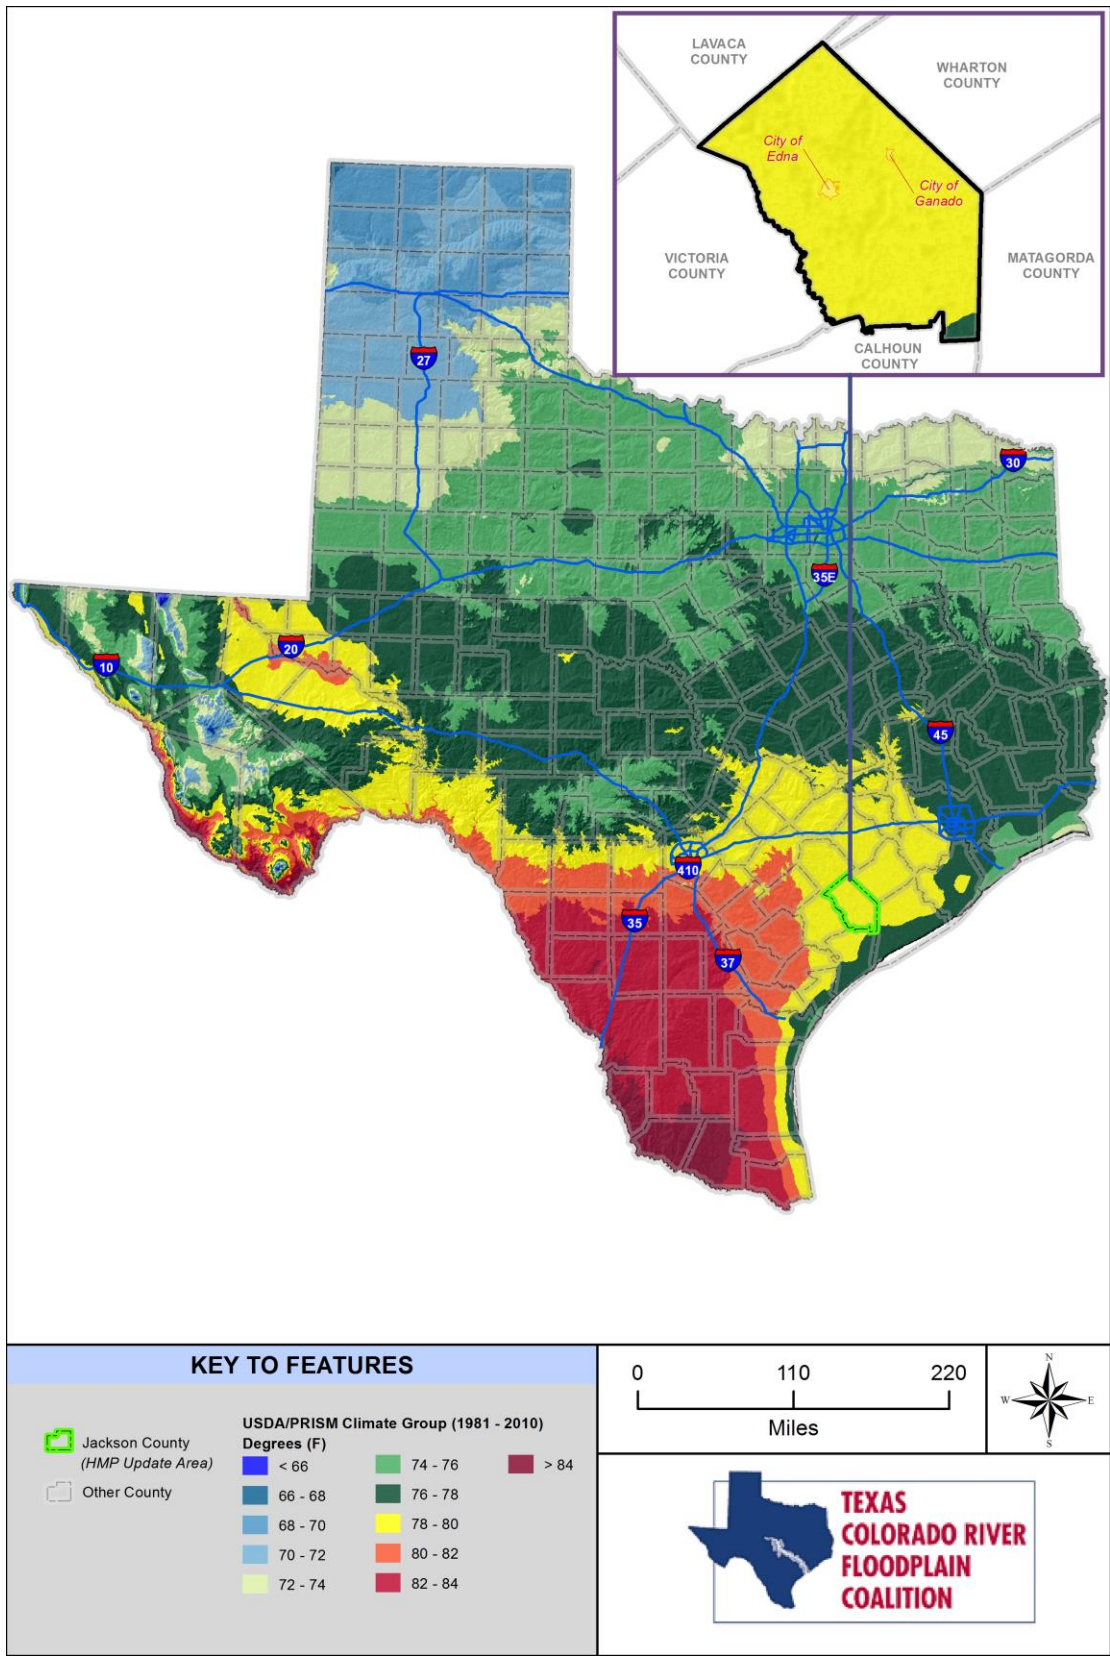 LAVACA
COUNTY
WHARTON
COUNTY
City of
Edna
City of
Ganado
VICTORIA
COUNTY
MATAGORDA
COUNTY
CALHOUN
COUNTY
27
30
35E
20
10
45
410
35
37
KEY TO FEATURES
Jackson County
(HMP Update Area)
Other County
USDA/PRISM Climate Group (1981 - 2010)
Degrees (F)
< 66
66 - 68
68 - 70
70 - 72
72 - 74
74 - 76
76 - 78
78 - 80
80 - 82
82 - 84
> 84
0 110 220
Miles
N
W E
S
TEXAS
COLORADO RIVER
FLOODPLAIN
COALITION